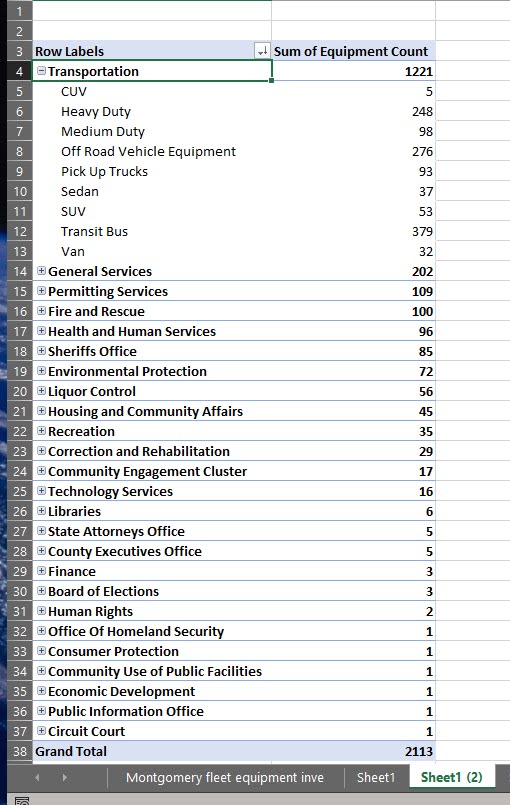 1
2
3 Row Labels Sum of Equipment Count
4 Transportation 1221
5 CUV 5
6 Heavy Duty 248
7 Medium Duty 98
8 Off Road Vehicle Equipment 276
9 Pick Up Trucks 93
10 Sedan 37
11 SUV 53
12 Transit Bus 379
13 Van 32
14 General Services 202
15 Permitting Services 109
16 Fire and Rescue 100
17 Health and Human Services 96
18 Sheriffs Office 85
19 Environmental Protection 72
20 Liquor Control 56
21 Housing and Community Affairs 45
22 Recreation 35
23 Correction and Rehabilitation 29
24 Community Engagement Cluster 17
25 Technology Services 16
26 Libraries 6
27 State Attorneys Office 5
28 County Executives Office 5
29 Finance 3
30 Board of Elections 3
31 Human Rights 2
32 Office Of Homeland Security 1
33 Consumer Protection 1
34 Community Use of Public Facilities 1
35 Economic Development 1
36 Public Information Office 1
37 Circuit Court 1
38 Grand Total 2113
Montgomery fleet equipment inve Sheet1 Sheet1 (2)